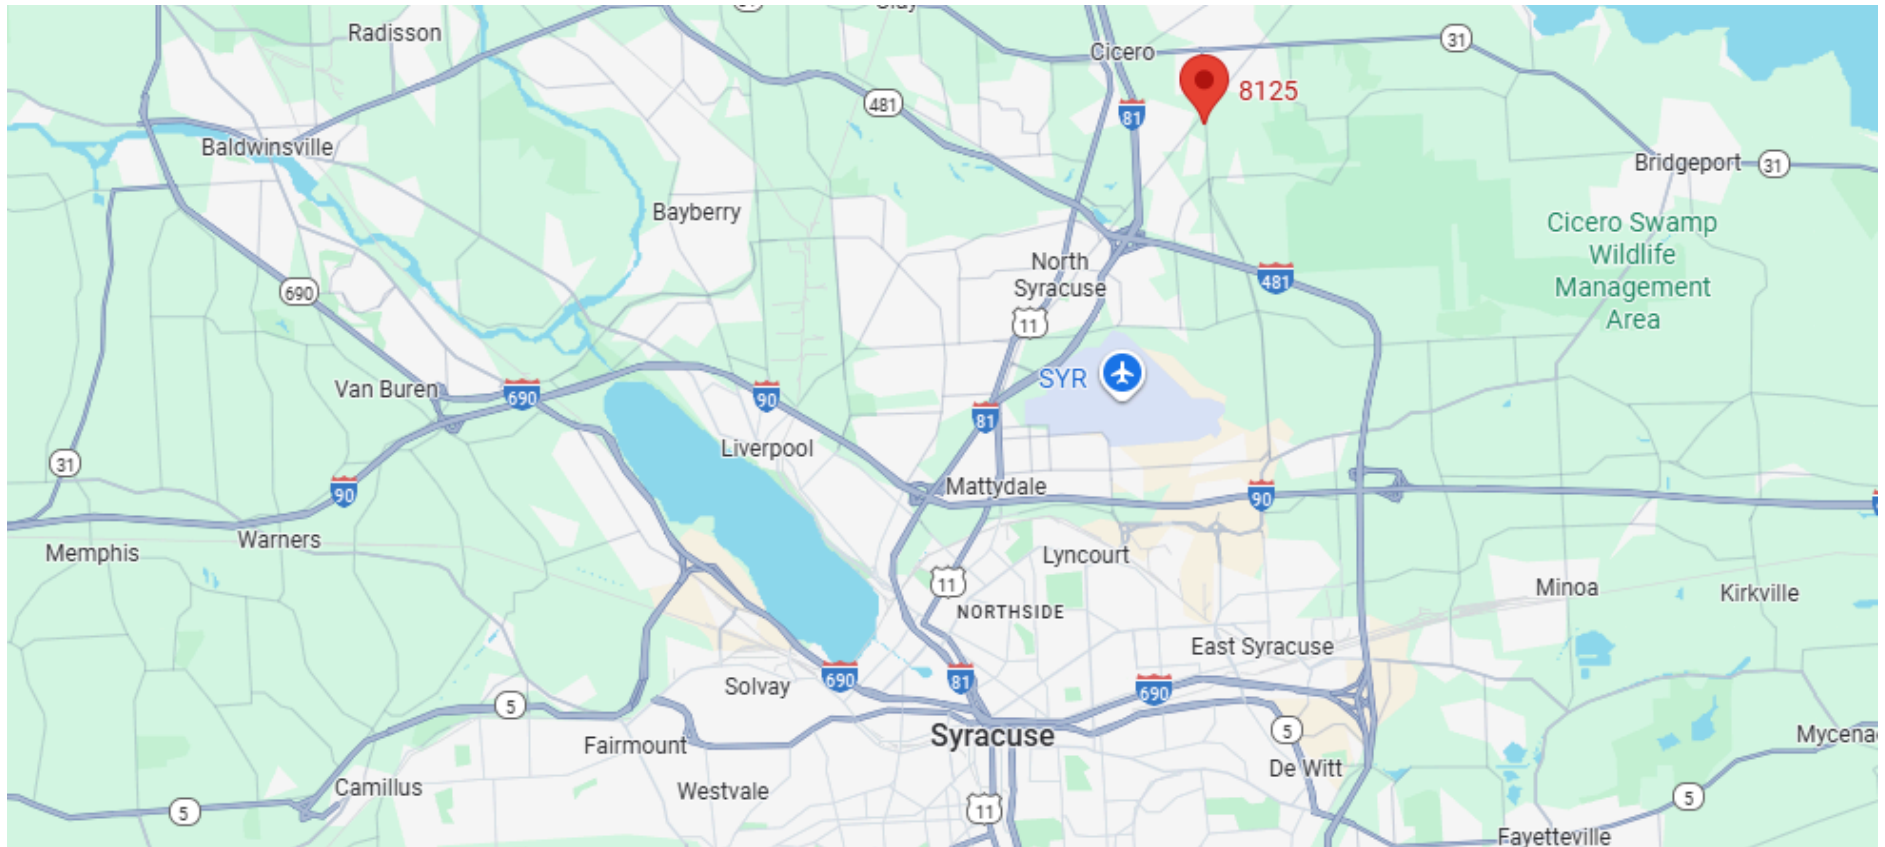 Clay
Radisson
Cicero
31
8125
481
81
Baldwinsville
Bridgeport
31
Bayberry
Cicero Swamp
Wildlife
Management
Area
North
Syracuse
481
690
11
SYR
Van Buren
690
90
81
Liverpool
31
90
Mattydale
90
Warners
Memphis
Lyncourt
11
NORTHSIDE
Minoa
Kirkville
East Syracuse
Solvay
690
81
690
5
Syracuse
5
Fairmount
Mycena
De Witt
Camillus
Westvale
5
11
5
Fayetteville